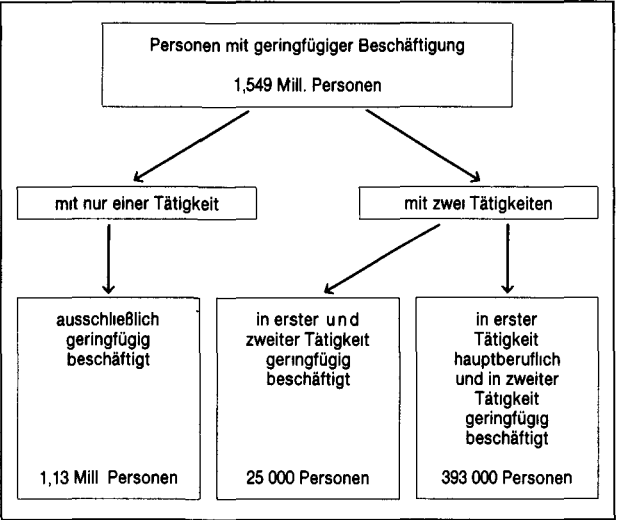 Personen mit geringfügiger Beschäftigung
1,549 Mill. Personen
mit nur einer Tätigkeit
mit zwei Tätigkeiten
ausschließlich
geringfügig
beschäftigt
1,13 Mill Personen
in erster und
zweiter Tätigkeit
geringfügig
beschäftigt
25 000 Personen
in erster
Tätigkeit
hauptberuflich
und in zweiter
Tätigkeit
geringfügig
beschäftigt
393 000 Personen